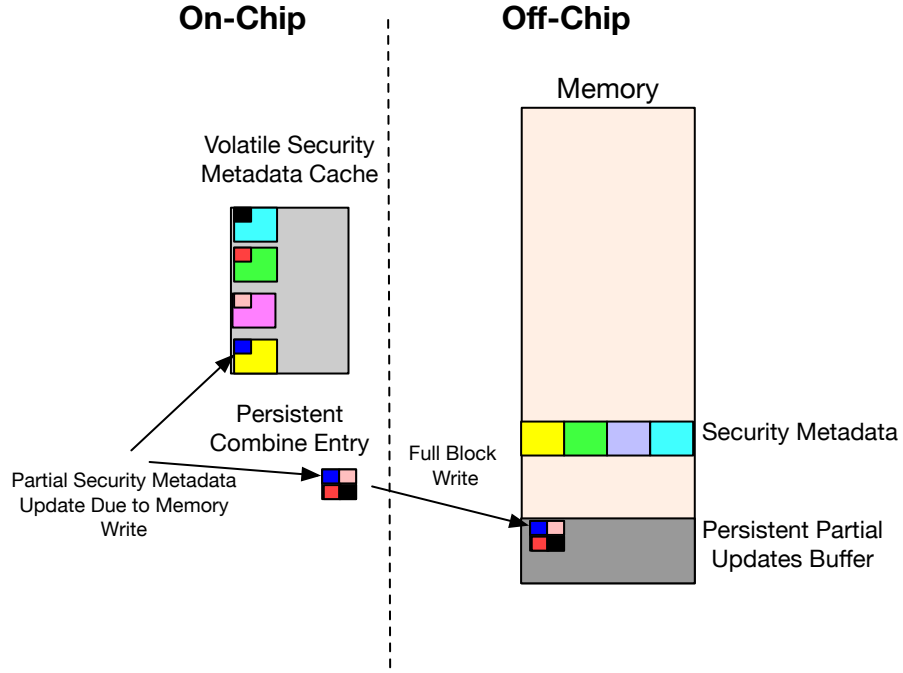 On-Chip
Off-Chip
Memory
Volatile Security
Metadata Cache
Persistent
Combine Entry
Full Block
Write
Security Metadata
Partial Security Metadata
Update Due to Memory
Write
Persistent Partial
Updates Buffer